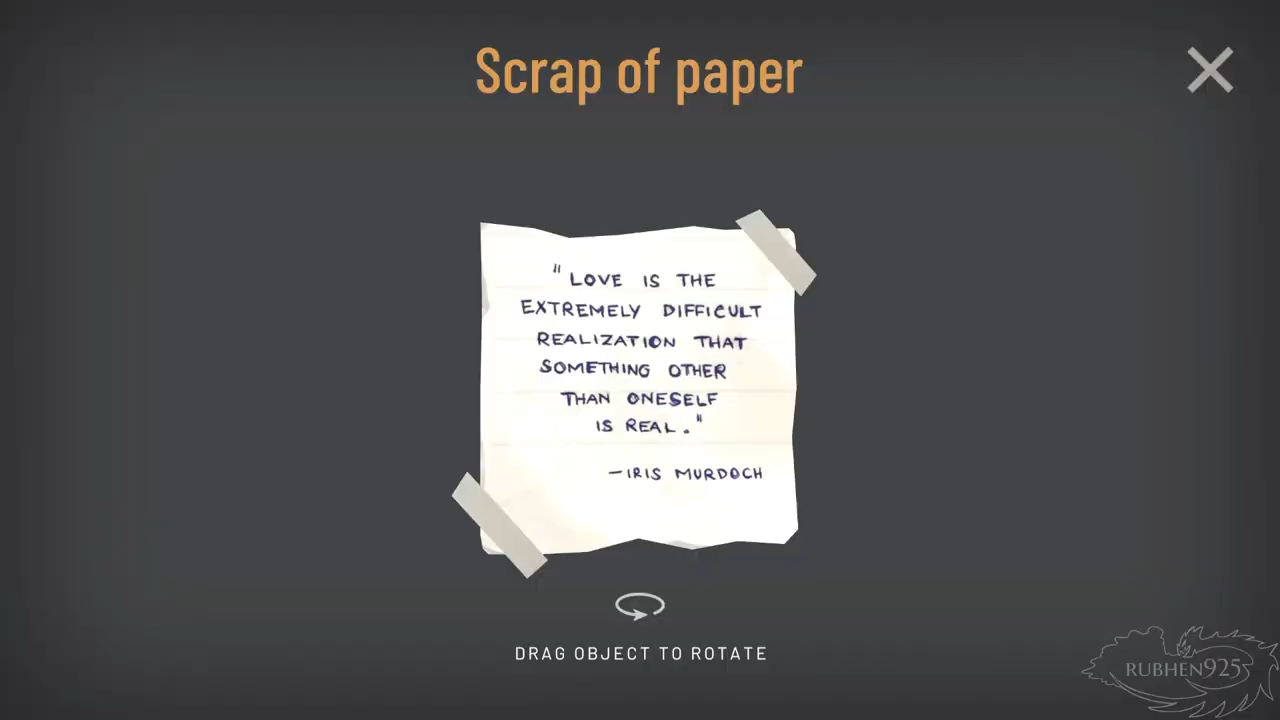 Scrap of paper
"LOVE IS THE
EXTREMELY DIFFICULT
REALIZATION THAT
SOMETHING OTHER
THAN ONESELF
IS REAL."
—IRIS MURDOCH
DRAG OBJECT TO ROTATE
RUBHEN925